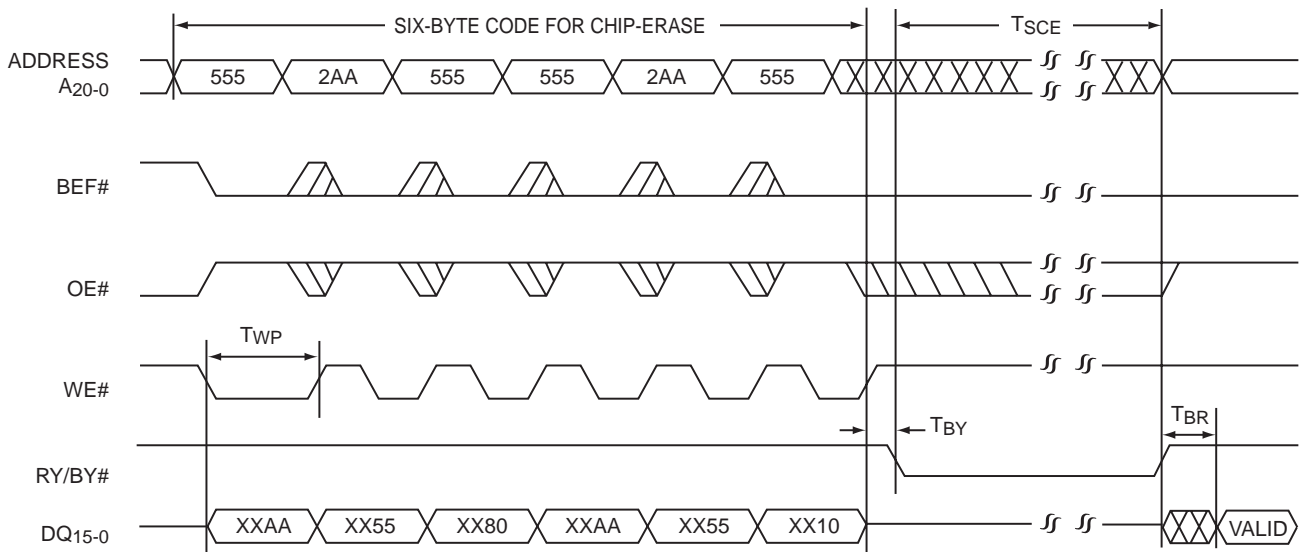 SIX-BYTE CODE FOR CHIP-ERASE
TSCE
ADDRESS
A20-0
555 2AA 555 555 2AA 555
BEF#
OE#
TWP
WE#
TBY
TBR
RY/BY#
DQ15-0
XXAA XX55 XX80 XXAA XX55 XX10 VALID